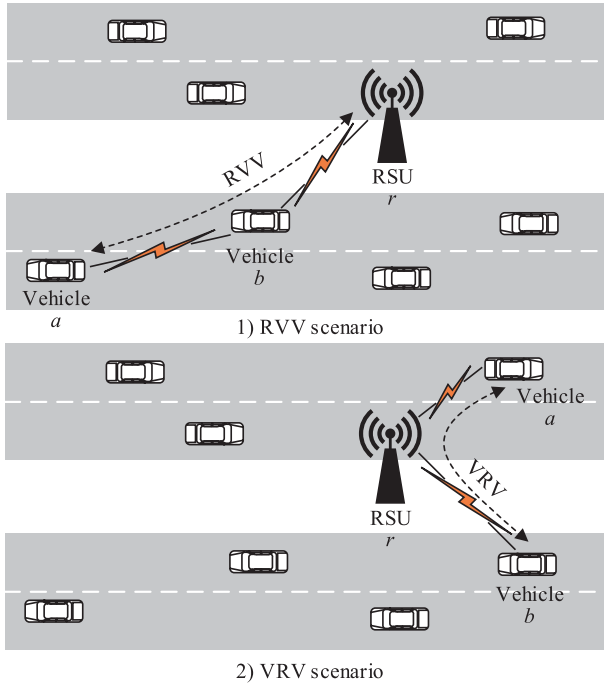 RVV
RSU
r
Vehicle
b
Vehicle
a
1) RVV scenario
Vehicle
a
VRV
RSU
r
Vehicle
b
2) VRV scenario